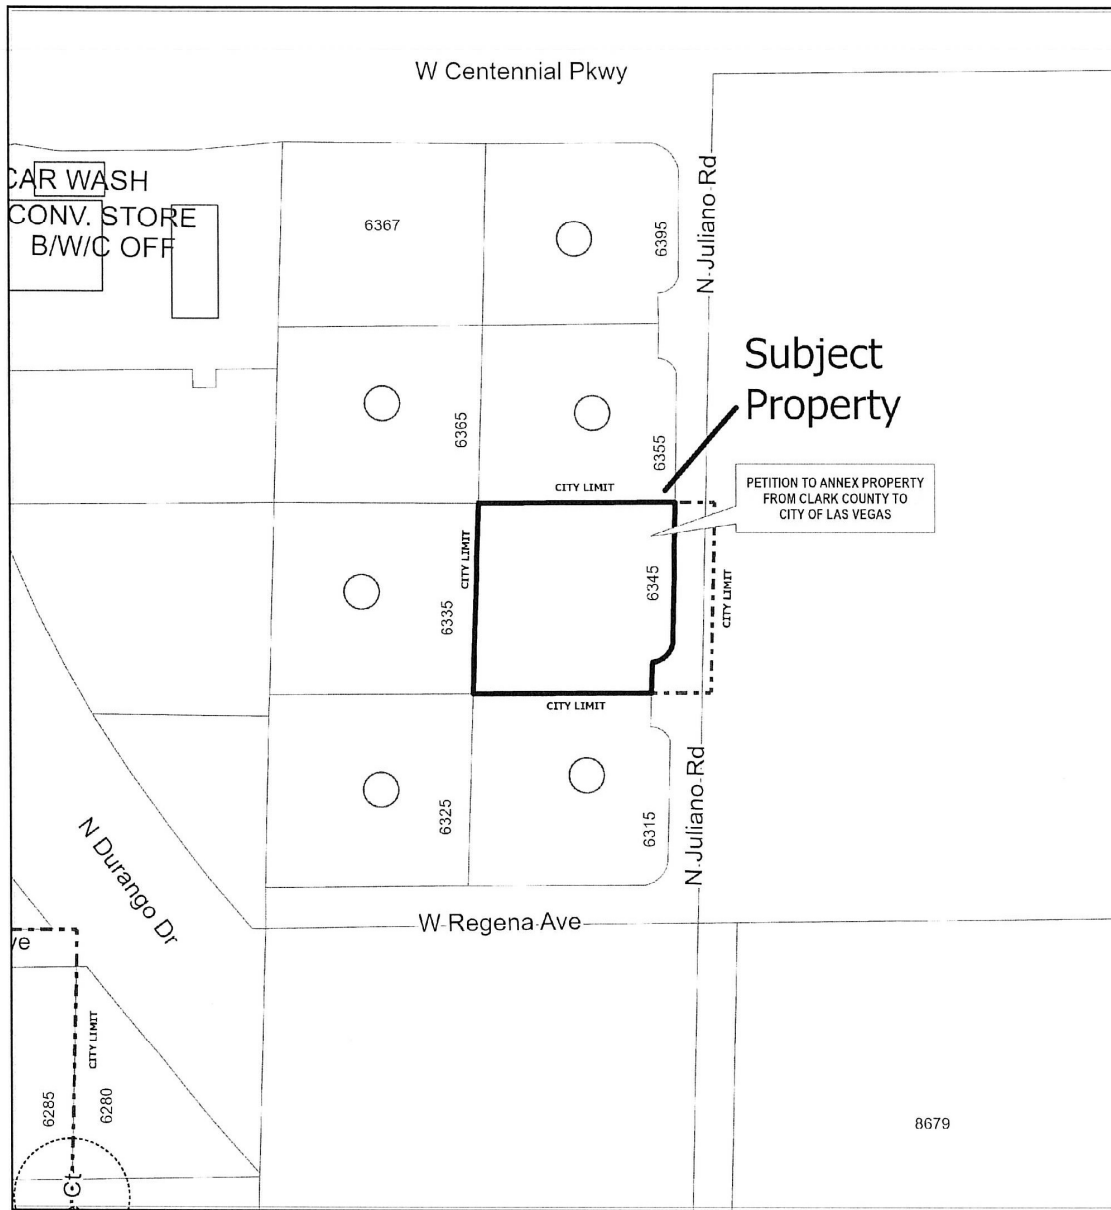 W Centennial Pkwy
CAR WASH
CONV. STORE
B/W/C OFF
6367
6395
N Juliano Rd
Subject
Property
6365
6355
CITY LIMIT
PETITION TO ANNEX PROPERTY
FROM CLARK COUNTY TO
CITY OF LAS VEGAS
CITY LIMIT
6335
6345
CITY LIMIT
CITY LIMIT
6325
6315
N Juliano Rd
N Durango Dr
W Regena Ave
ve
CITY LIMIT
6285
6280
8679
Ct